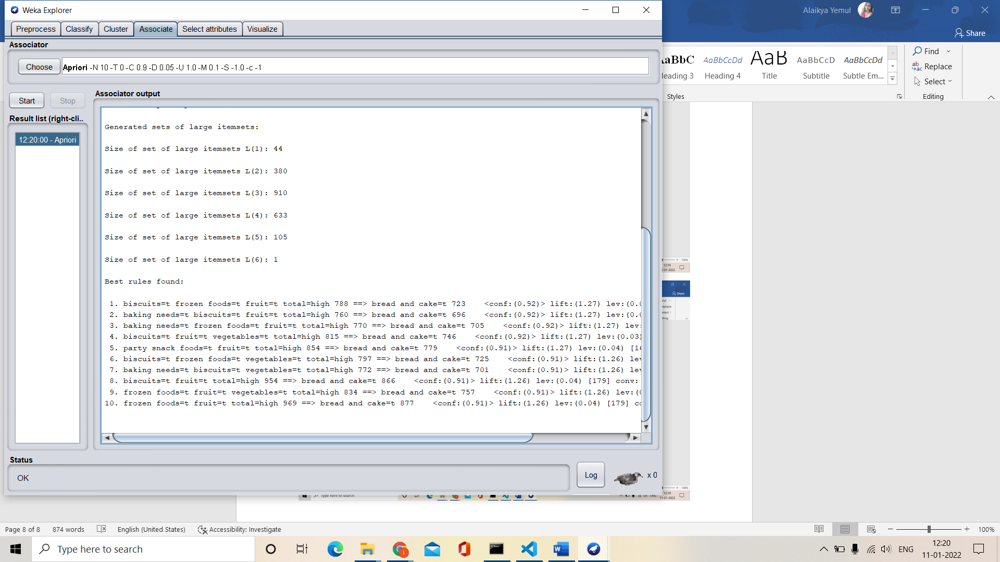 Weka Explorer
Alaikya Yemul
Preprocess Classify Cluster Associate Select attributes Visualize
Share
Associator
Choose Apriori -N 10 -T 0 -C 0.9 -D 0.05 -U 1.0 -M 0.1 -S -1.0 -c -1
AaBbCcDd AaB AaBbCcD AaBbCcDd
Heading 4 Title Subtitle Subtle Em...
Find
Replace
Select
Styles
Editing
Start Stop
Associator output
Result list (right-cli..
12:20:00 - Apriori
Generated sets of large itemsets:
Size of set of large itemsets L(1): 44
Size of set of large itemsets L(2): 380
Size of set of large itemsets L(3): 910
Size of set of large itemsets L(4): 633
Size of set of large itemsets L(5): 105
Size of set of large itemsets L(6): 1
Best rules found:
1. biscuits=t frozen foods=t fruit=t total=high 788 ==> bread and cake=t 723 <conf:(0.92)> lift:(1.27) lev:(0.0
2. baking needs=t biscuits=t fruit=t total=high 760 ==> bread and cake=t 696 <conf:(0.92)> lift:(1.27) lev:(0.0
3. baking needs=t frozen foods=t fruit=t total=high 770 ==> bread and cake=t 705 <conf:(0.92)> lift:(1.27) lev:
4. biscuits=t fruit=t vegetables=t total=high 815 ==> bread and cake=t 746 <conf:(0.92)> lift:(1.27) lev:(0.03)
5. party snack foods=t fruit=t total=high 854 ==> bread and cake=t 779 <conf:(0.91)> lift:(1.27) lev:(0.04) [16
6. biscuits=t frozen foods=t vegetables=t total=high 797 ==> bread and cake=t 725 <conf:(0.91)> lift:(1.26) lev
7. baking needs=t biscuits=t vegetables=t total=high 772 ==> bread and cake=t 701 <conf:(0.91)> lift:(1.26) lev
8. biscuits=t fruit=t total=high 954 ==> bread and cake=t 866 <conf:(0.91)> lift:(1.26) lev:(0.04) [179] conv:
9. frozen foods=t fruit=t vegetables=t total=high 834 ==> bread and cake=t 757 <conf:(0.91)> lift:(1.26) lev:(0
10. frozen foods=t fruit=t total=high 969 ==> bread and cake=t 877 <conf:(0.91)> lift:(1.26) lev:(0.04) [179] co
Status
OK
Log
x 0
Page 8 of 8 874 words English (United States) Accessibility: Investigate
100%
Type here to search
ENG
12:20
11-01-2022